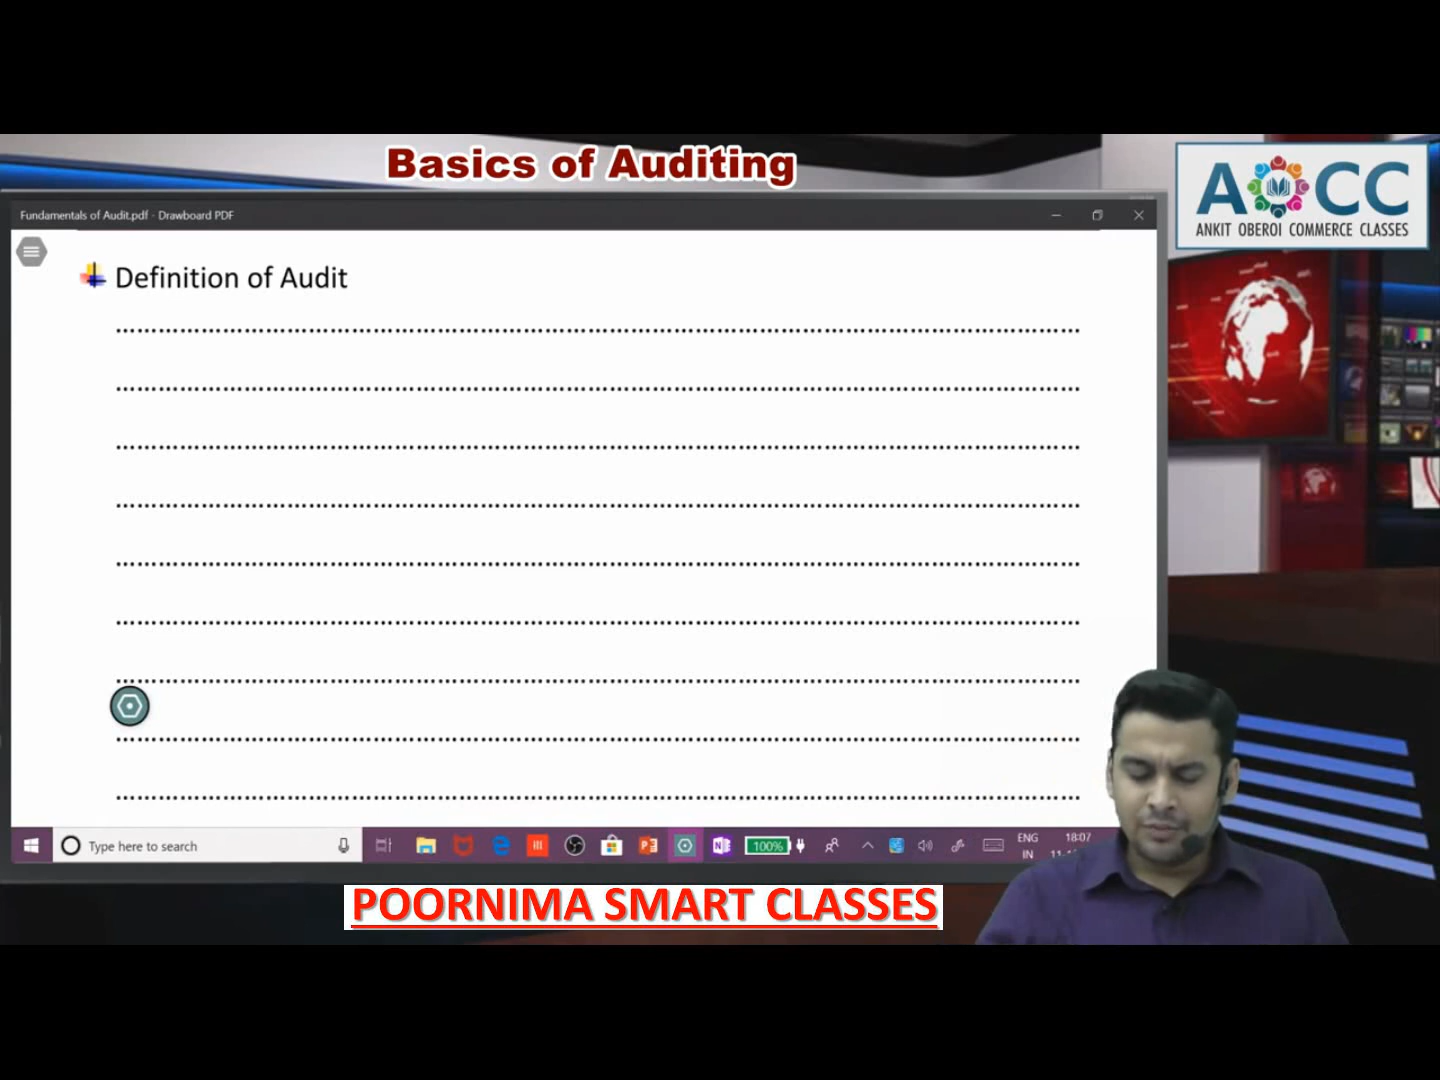 Basics of Auditing
AOCC
ANKIT OBEROI COMMERCE CLASSES
Fundamentals of Audit.pdf - Drawboard PDF
Definition of Audit
Type here to search
100%
ENG
IN
18:07
POORNIMA SMART CLASSES